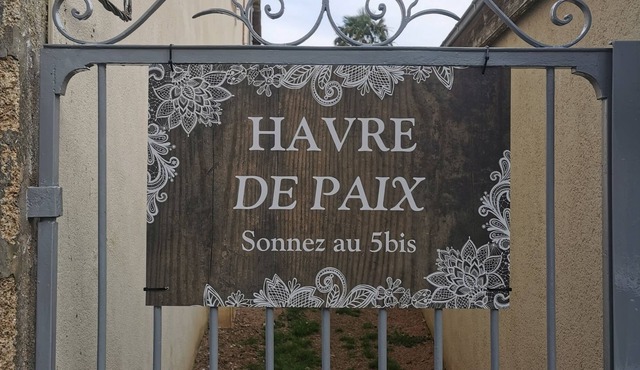 HAVRE
DE PAIX
Sonnez au 5bis